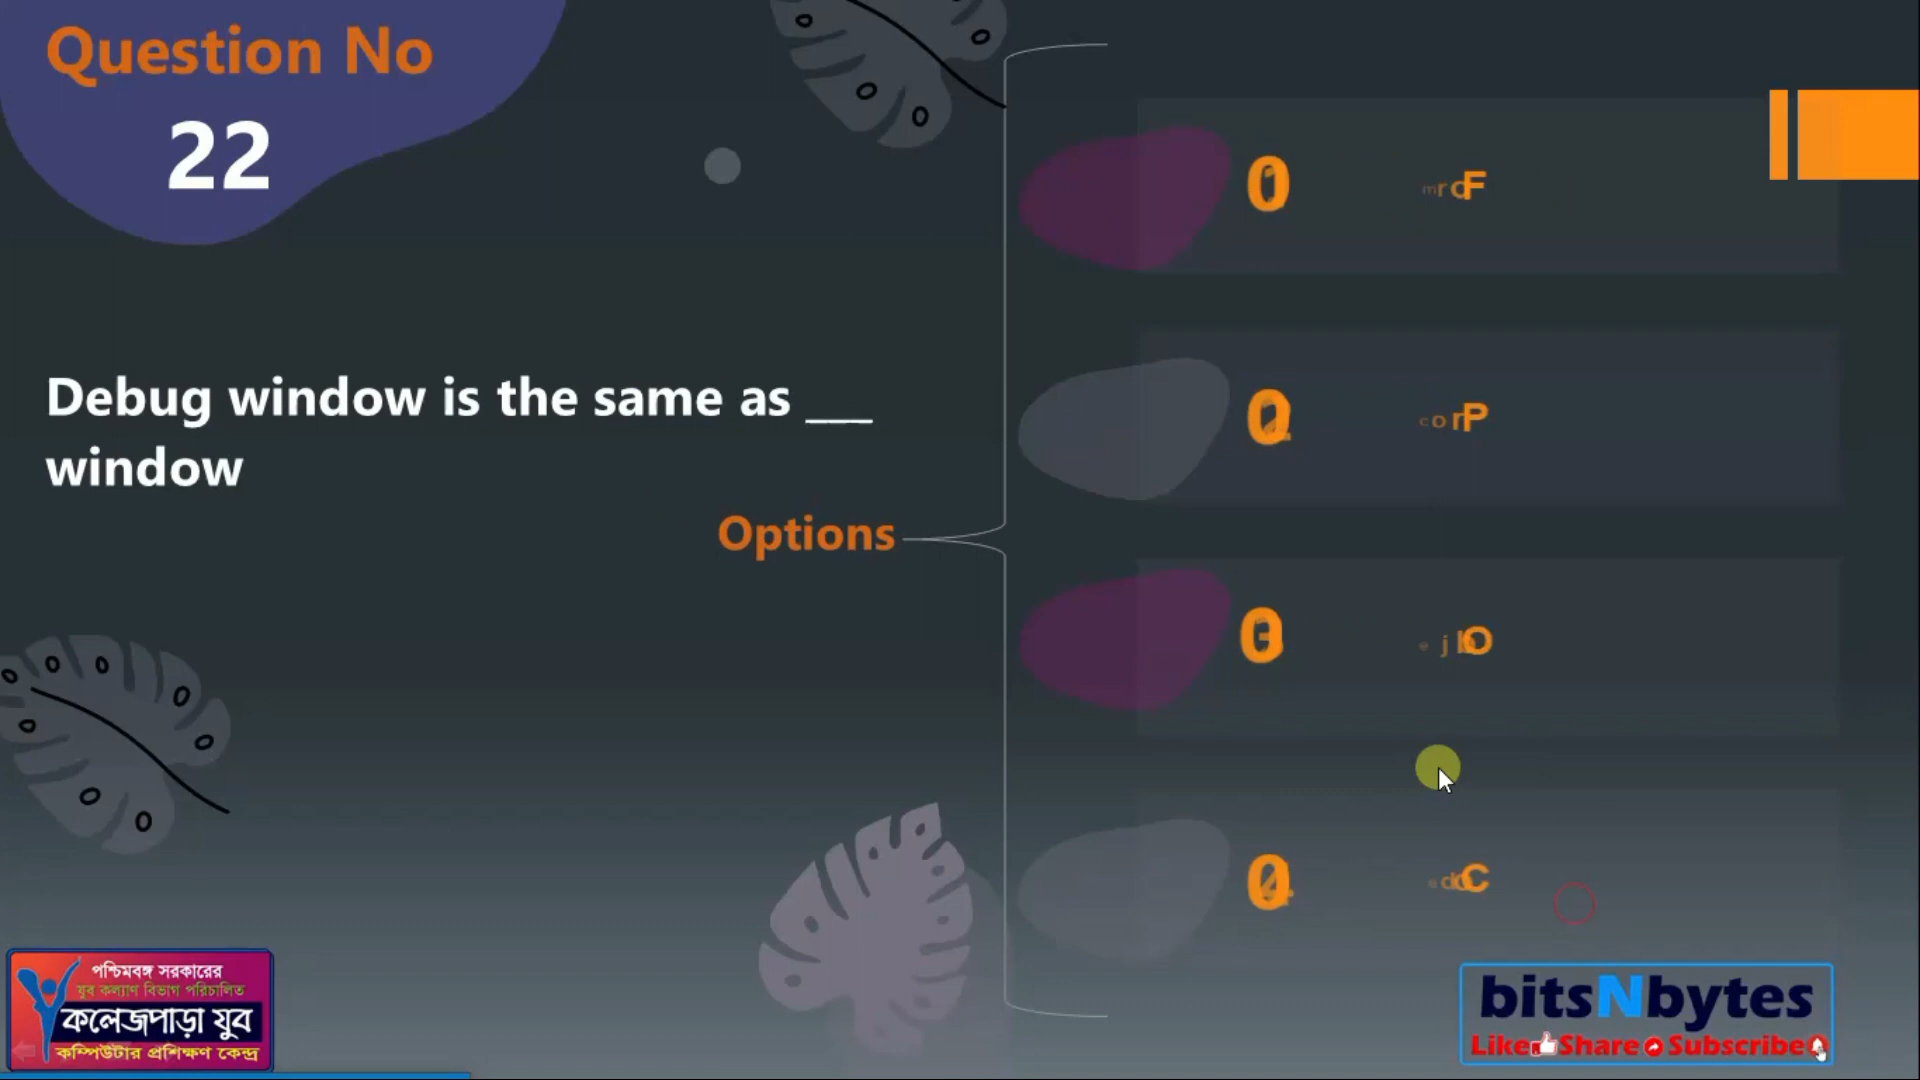 Question No
22
Debug window is the same as ___
window
Options
পশ্চিমবঙ্গ সরকারের
যুব কল্যাণ বিভাগ পরিচালিত
কলেজপাড়া যুব
কম্পিউটার প্রশিক্ষণ কেন্দ্র
bitsNbytes
Like Share Subscribe